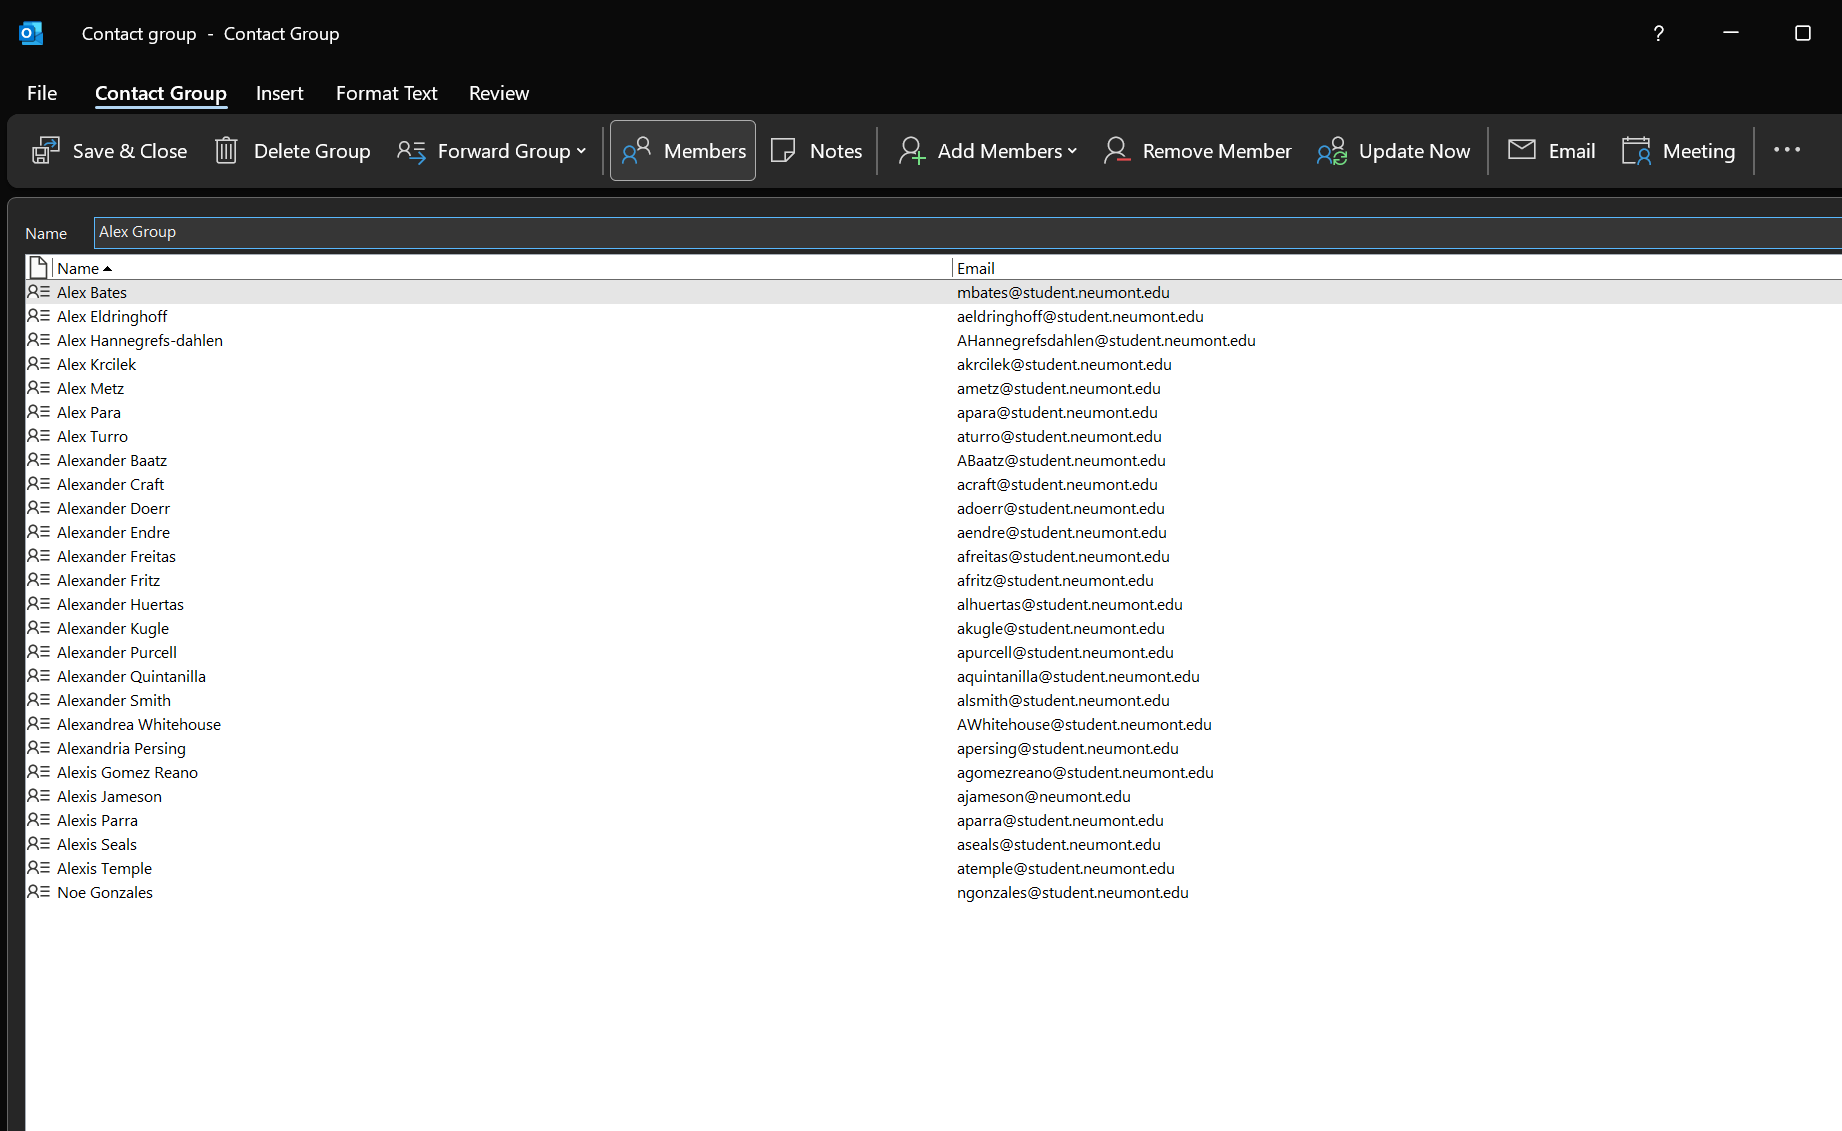 Contact group - Contact Group
?
File Contact Group Insert Format Text Review
Save & Close Delete Group Forward Group Members Notes Add Members Remove Member Update Now Email Meeting ...
Name Alex Group
Name Email
Alex Bates mbates@student.neumont.edu
Alex Eldringhoff aeldringhoff@student.neumont.edu
Alex Hannegrefs-dahlen AHannegrefsdahlen@student.neumont.edu
Alex Krcilek akrcilek@student.neumont.edu
Alex Metz ametz@student.neumont.edu
Alex Para apara@student.neumont.edu
Alex Turro aturro@student.neumont.edu
Alexander Baatz ABaatz@student.neumont.edu
Alexander Craft acraft@student.neumont.edu
Alexander Doerr adoerr@student.neumont.edu
Alexander Endre aendre@student.neumont.edu
Alexander Freitas afreitas@student.neumont.edu
Alexander Fritz afritz@student.neumont.edu
Alexander Huertas alhuertas@student.neumont.edu
Alexander Kugle akugle@student.neumont.edu
Alexander Purcell apurcell@student.neumont.edu
Alexander Quintanilla aquintanilla@student.neumont.edu
Alexander Smith alsmith@student.neumont.edu
Alexandrea Whitehouse AWhitehouse@student.neumont.edu
Alexandria Persing apersing@student.neumont.edu
Alexis Gomez Reano agomezreano@student.neumont.edu
Alexis Jameson ajameson@neumont.edu
Alexis Parra aparra@student.neumont.edu
Alexis Seals aseals@student.neumont.edu
Alexis Temple atemple@student.neumont.edu
Noe Gonzales ngonzales@student.neumont.edu